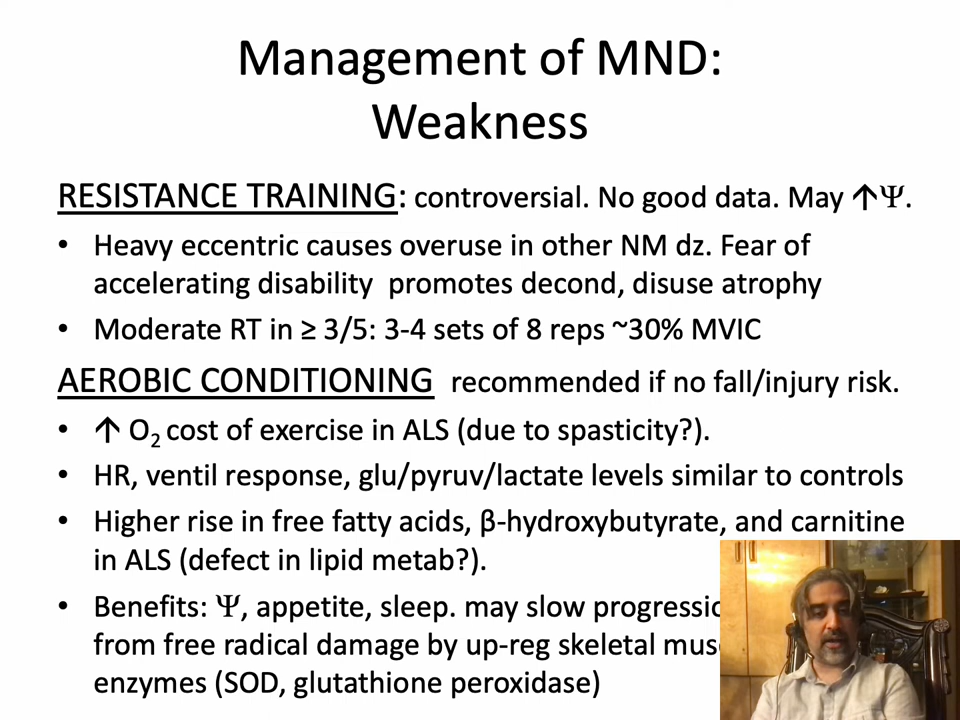 Management of MND:
Weakness
RESISTANCE TRAINING: controversial. No good data. May ↑Ψ.
• Heavy eccentric causes overuse in other NM dz. Fear of
accelerating disability promotes decond, disuse atrophy
• Moderate RT in ≥ 3/5: 3-4 sets of 8 reps ~30% MVIC
AEROBIC CONDITIONING recommended if no fall/injury risk.
• ↑ O₂ cost of exercise in ALS (due to spasticity?).
• HR, ventil response, glu/pyruv/lactate levels similar to controls
• Higher rise in free fatty acids, β-hydroxybutyrate, and carnitine
in ALS (defect in lipid metab?).
• Benefits: Ψ, appetite, sleep. may slow
from free radical damage by up-reg skeletal
enzymes (SOD, glutathione peroxidase)